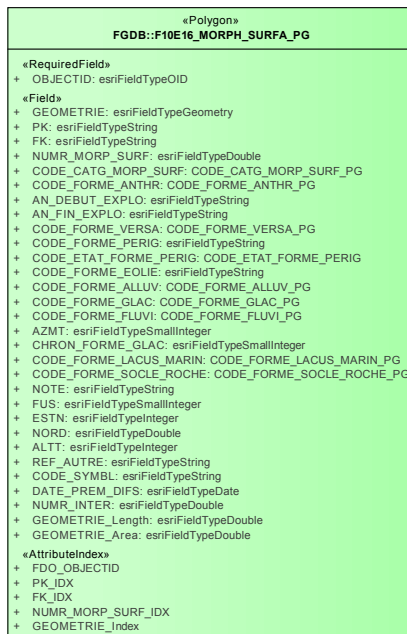 «Polygon»
FGDB::F10E16_MORPH_SURFA_PG
«RequiredField»
+ OBJECTID: esriFieldTypeOID
«Field»
+ GEOMETRIE: esriFieldTypeGeometry
+ PK: esriFieldTypeString
+ FK: esriFieldTypeString
+ NUMR_MORP_SURF: esriFieldTypeDouble
+ CODE_CATG_MORP_SURF: CODE_CATG_MORP_SURF_PG
+ CODE_FORME_ANTHR: CODE_FORME_ANTHR_PG
+ AN_DEBUT_EXPLO: esriFieldTypeString
+ AN_FIN_EXPLO: esriFieldTypeString
+ CODE_FORME_VERSA: CODE_FORME_VERSA_PG
+ CODE_FORME_PERIG: esriFieldTypeString
+ CODE_ETAT_FORME_PERIG: CODE_ETAT_FORME_PERIG
+ CODE_FORME_EOLIE: esriFieldTypeString
+ CODE_FORME_ALLUV: CODE_FORME_ALLUV_PG
+ CODE_FORME_GLAC: CODE_FORME_GLAC_PG
+ CODE_FORME_FLUVI: CODE_FORME_FLUVI_PG
+ AZMT: esriFieldTypeSmallInteger
+ CHRON_FORME_GLAC: esriFieldTypeSmallInteger
+ CODE_FORME_LACUS_MARIN: CODE_FORME_LACUS_MARIN_PG
+ CODE_FORME_SOCLE_ROCHE: CODE_FORME_SOCLE_ROCHE_PG
+ NOTE: esriFieldTypeString
+ FUS: esriFieldTypeSmallInteger
+ ESTN: esriFieldTypeInteger
+ NORD: esriFieldTypeDouble
+ ALTT: esriFieldTypeInteger
+ REF_AUTRE: esriFieldTypeString
+ CODE_SYMBL: esriFieldTypeString
+ DATE_PREM_DIFS: esriFieldTypeDate
+ NUMR_INTER: esriFieldTypeDouble
+ GEOMETRIE_Length: esriFieldTypeDouble
+ GEOMETRIE_Area: esriFieldTypeDouble
«AttributeIndex»
+ FDO_OBJECTID
+ PK_IDX
+ FK_IDX
+ NUMR_MORP_SURF_IDX
+ GEOMETRIE_Index